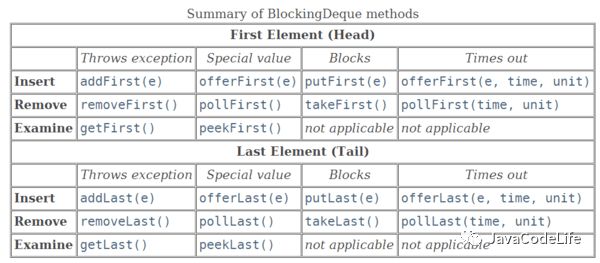 Summary of BlockingDeque methods
First Element (Head)
Throws exception Special value Blocks Times out
Insert addFirst(e) offerFirst(e) putFirst(e) offerFirst(e, time, unit)
Remove removeFirst() pollFirst() takeFirst() pollFirst(time, unit)
Examine getFirst() peekFirst() not applicable not applicable
Last Element (Tail)
Throws exception Special value Blocks Times out
Insert addLast(e) offerLast(e) putLast(e) offerLast(e, time, unit)
Remove removeLast() pollLast() takeLast() pollLast(time, unit)
Examine getLast() peekLast() not applicable not applicable
JavaCodeLife